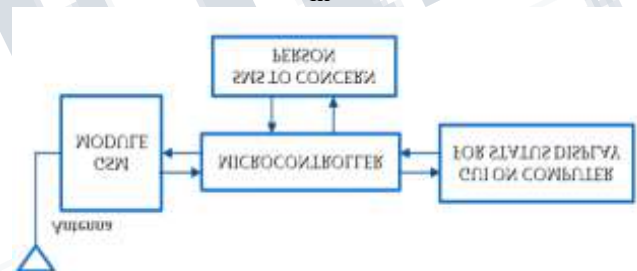 Antenna
GSM
MODULE
MICROCONTROLLER
GUI ON COMPUTER
FOR STATUS DISPLAY
SMS TO CONCERN
PERSON